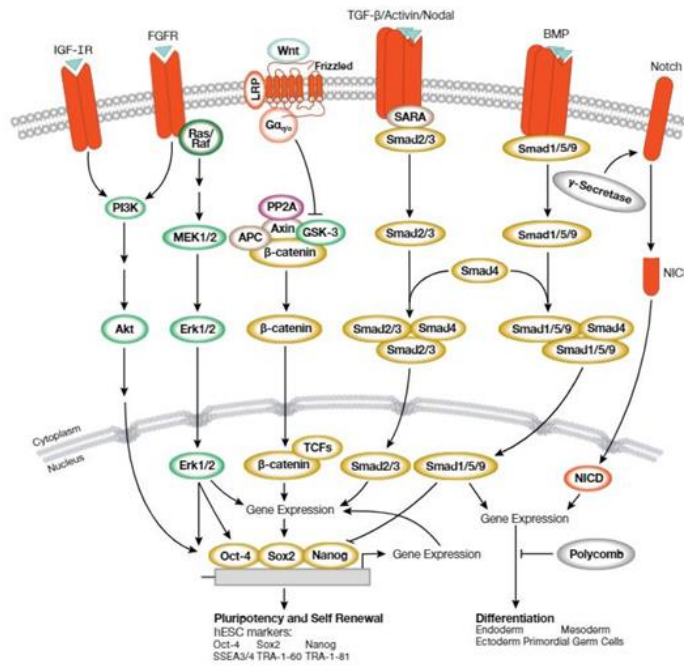 TGF-β/Activin/Nodal
FGFR
IGF-IR
Wnt
BMP
Frizzled
Notch
LRP
SARA
Ras/
Raf
Smad2/3
Smad1/5/9
γ-Secretase
PP2A
PI3K
Axin
MEK1/2
APC
GSK-3
Smad2/3
Smad1/5/9
β-catenin
Smad4
NIC
Akt
Erk1/2
β-catenin
Smad2/3
Smad4
Smad2/3
Smad1/5/9
Smad4
Smad1/5/9
Cytoplasm
Nucleus
TCFs
Erk1/2
β-catenin
Smad2/3
Smad1/5/9
NICD
Gene Expression
Gene Expression
Oct-4
Sox2
Nanog
Gene Expression
Polycomb
Pluripotency and Self Renewal
hESC markers:
Oct-4 Sox2 Nanog
SSEA3/4 TRA-1-60 TRA-1-81
Differentiation
Endoderm Mesoderm
Ectoderm Primordial Germ Cells